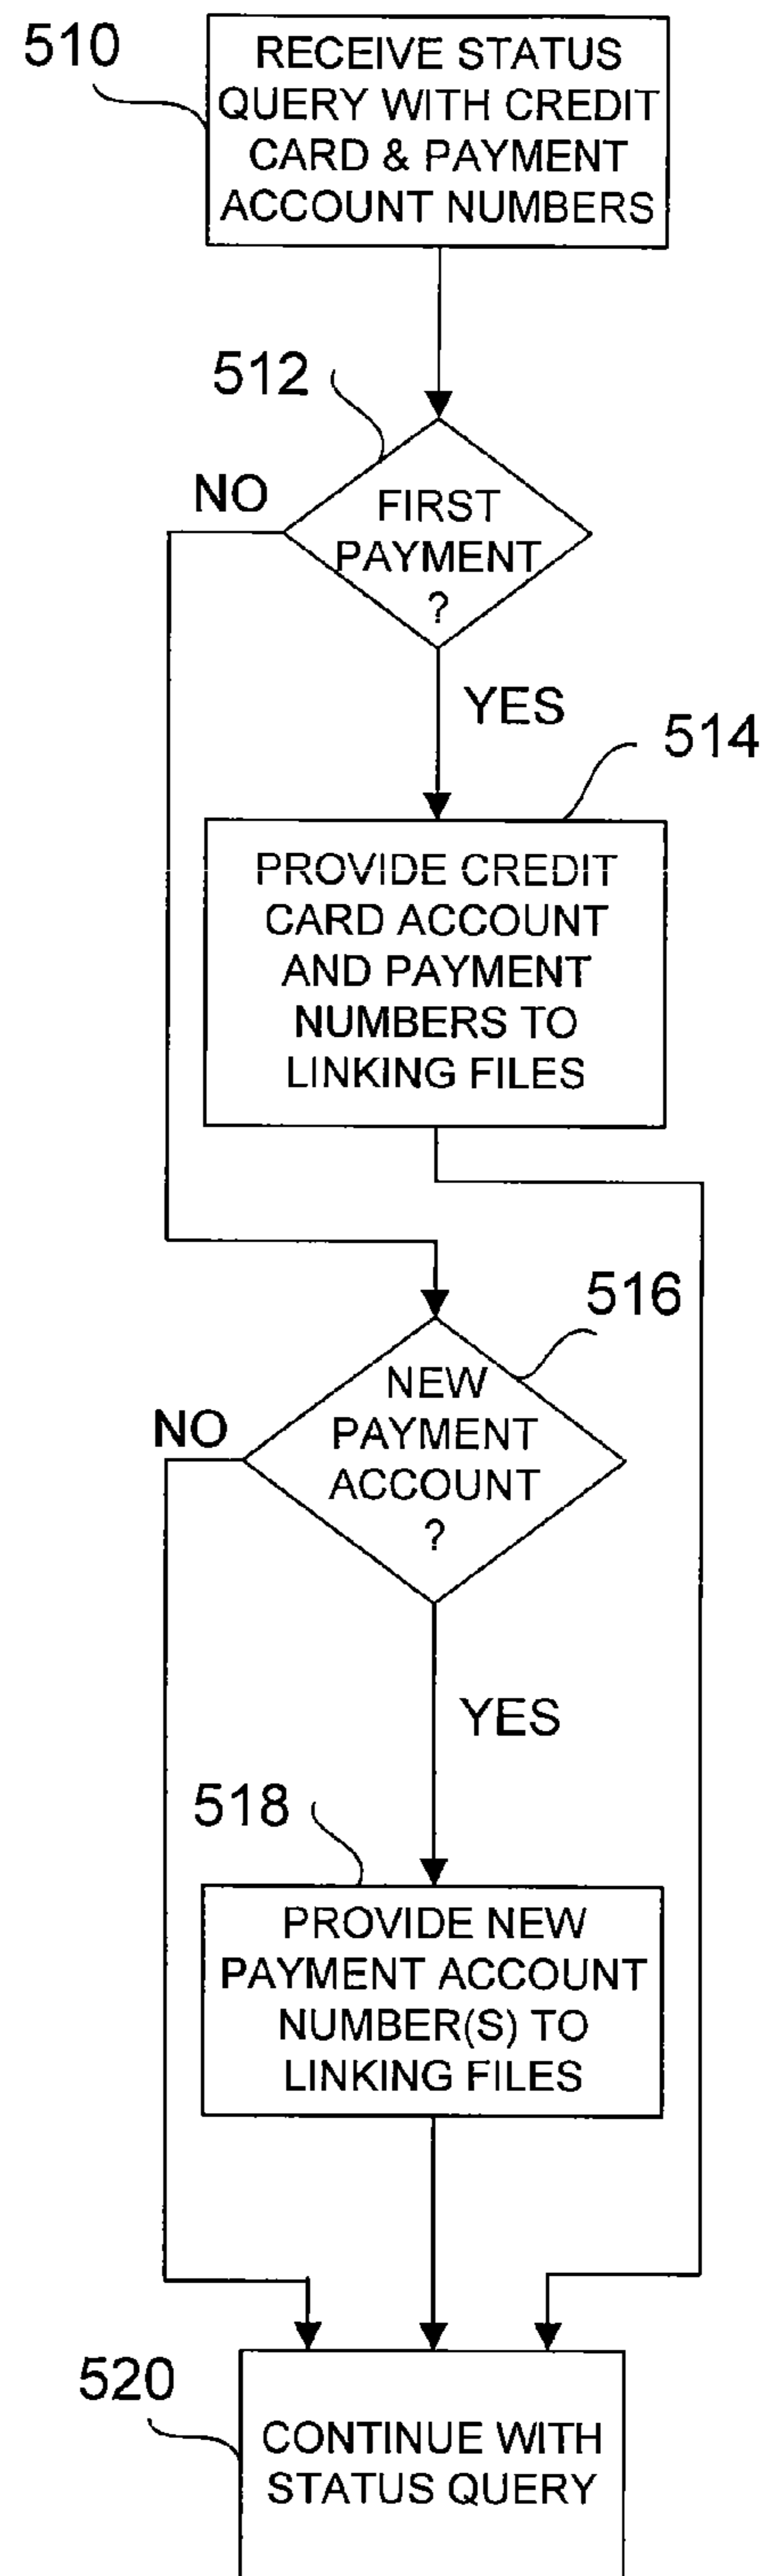 510
RECEIVE STATUS
QUERY WITH CREDIT
CARD & PAYMENT
ACCOUNT NUMBERS
512
NO
FIRST
PAYMENT
?
YES
514
PROVIDE CREDIT
CARD ACCOUNT
AND PAYMENT
NUMBERS TO
LINKING FILES
516
NO
NEW
PAYMENT
ACCOUNT
?
YES
518
PROVIDE NEW
PAYMENT ACCOUNT
NUMBER(S) TO
LINKING FILES
520
CONTINUE WITH
STATUS QUERY